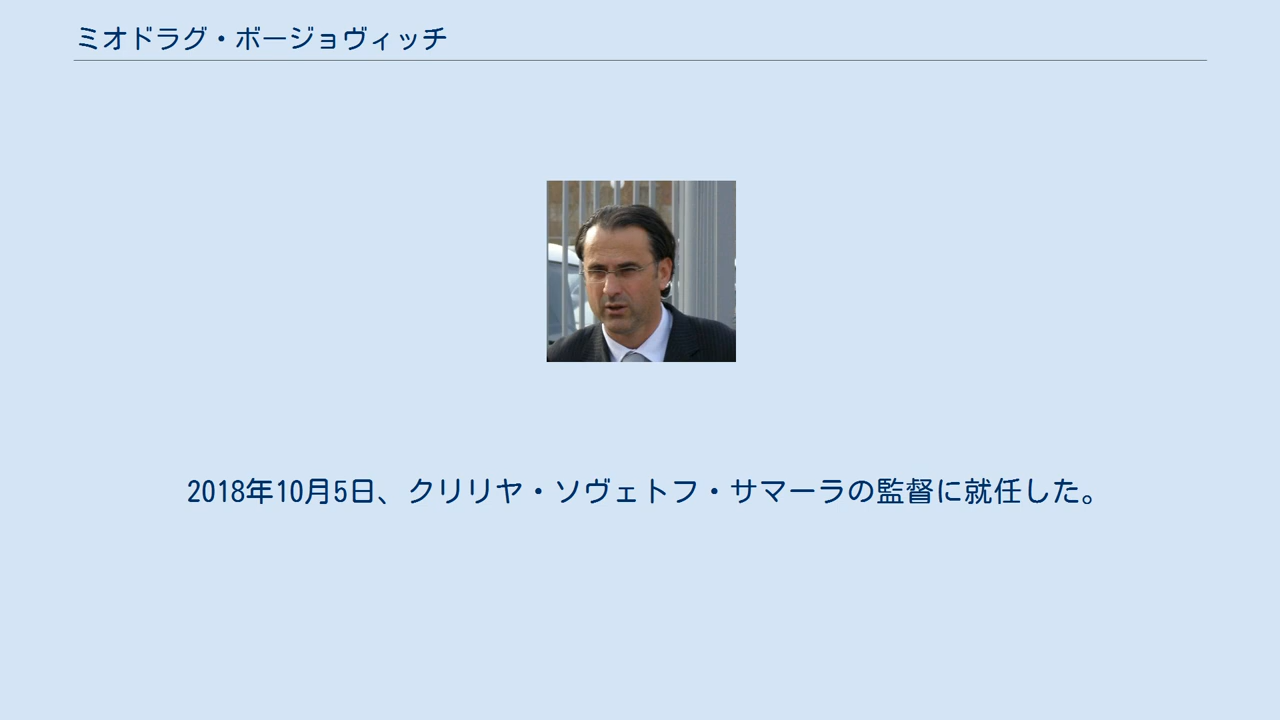 ミオドラグ・ボージョヴィッチ
2018年10月5日、クリリヤ・ソヴェトフ・サマーラの監督に就任した。